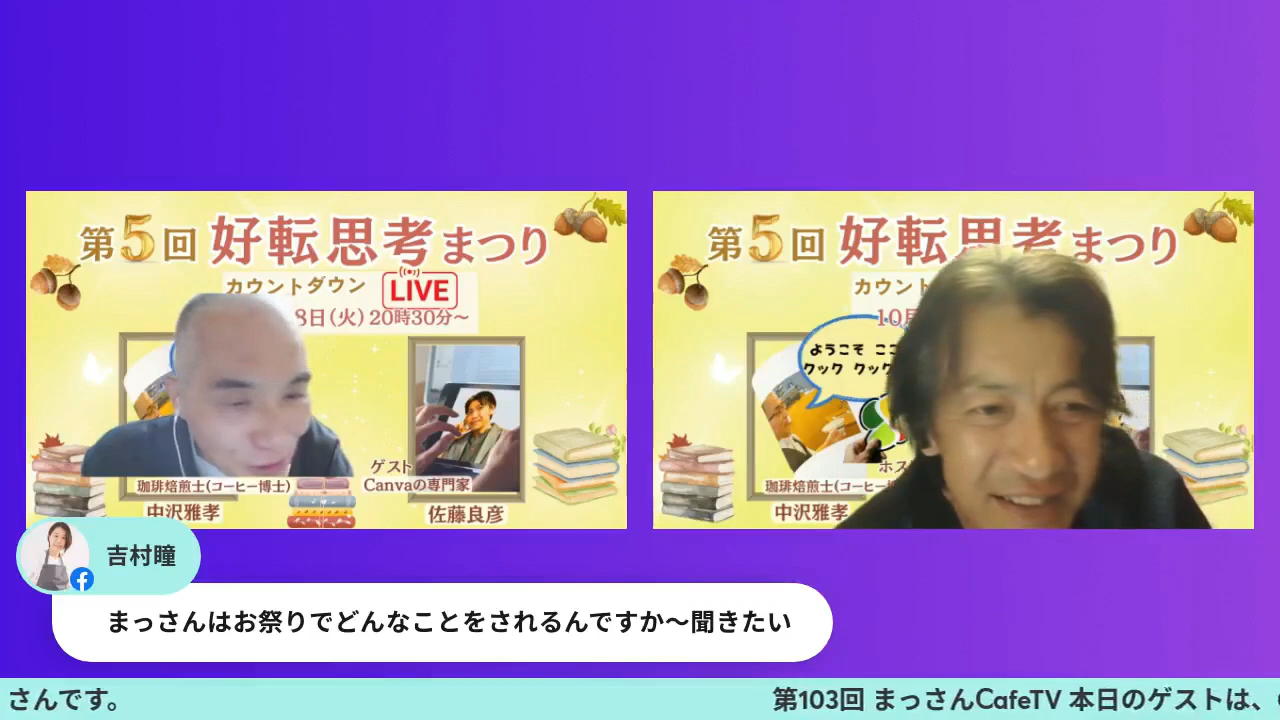 第5回 好転思考まつり
カウントダウン LIVE
8日(火)20時30分~
ゲスト
珈琲焙煎士(コーヒー博士)
Canvaの専門家
中沢雅孝
佐藤良彦
第5回 好転思考まつり
カウント
10月
ようこそ ここ
クック クック
ホス
珈琲焙煎士(コーヒー
中沢雅孝
吉村瞳
まっさんはお祭りでどんなことをされるんですか〜聞きたい
さんです。
第103回 まっさんCafeTV 本日のゲストは、